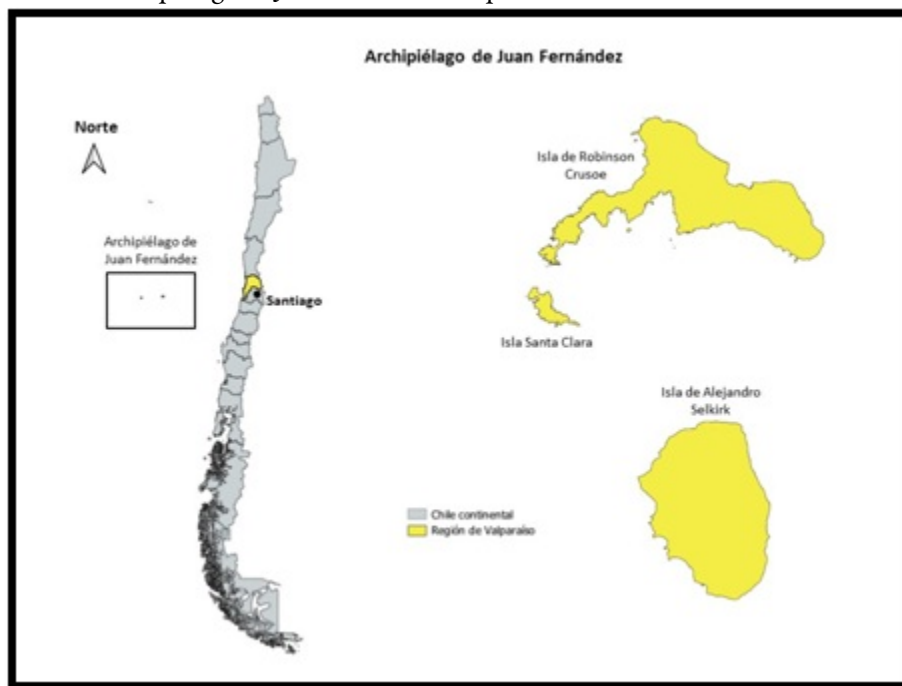 Archipiélago de Juan Fernández
Norte
Archipiélago de
Juan Fernández
Santiago
Isla de Robinson
Crusoe
Isla Santa Clara
Isla de Alejandro
Selkirk
Chile continental
Región de Valparaíso